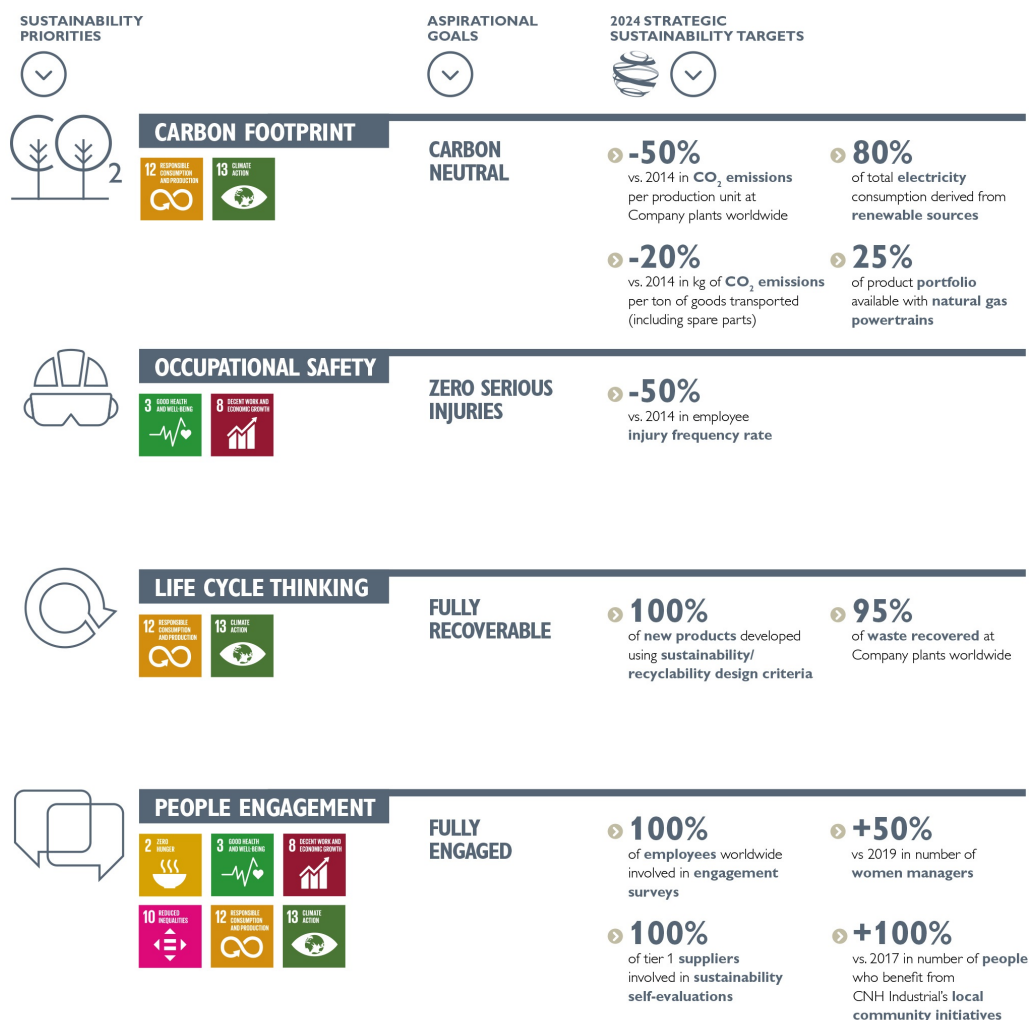 SUSTAINABILITY
PRIORITIES
ASPIRATIONAL
GOALS
2024 STRATEGIC
SUSTAINABILITY TARGETS
2
CARBON FOOTPRINT
12 RESPONSIBLE
CONSUMPTION
AND PRODUCTION
13 CLIMATE
ACTION
CARBON
NEUTRAL
-50%
vs. 2014 in CO2 emissions
per production unit at
Company plants worldwide
80%
of total electricity
consumption derived from
renewable sources
-20%
vs. 2014 in kg of CO2 emissions
per ton of goods transported
(including spare parts)
25%
of product portfolio
available with natural gas
powertrains
OCCUPATIONAL SAFETY
3 GOOD HEALTH
AND WELL-BEING
8 DECENT WORK AND
ECONOMIC GROWTH
ZERO SERIOUS
INJURIES
-50%
vs. 2014 in employee
injury frequency rate
LIFE CYCLE THINKING
12 RESPONSIBLE
CONSUMPTION
AND PRODUCTION
13 CLIMATE
ACTION
FULLY
RECOVERABLE
100%
of new products developed
using sustainability/
recyclability design criteria
95%
of waste recovered at
Company plants worldwide
PEOPLE ENGAGEMENT
2 ZERO
HUNGER
3 GOOD HEALTH
AND WELL-BEING
8 DECENT WORK AND
ECONOMIC GROWTH
10 REDUCED
INEQUALITIES
12 RESPONSIBLE
CONSUMPTION
AND PRODUCTION
13 CLIMATE
ACTION
FULLY
ENGAGED
100%
of employees worldwide
involved in engagement
surveys
+50%
vs 2019 in number of
women managers
100%
of tier 1 suppliers
involved in sustainability
self-evaluations
+100%
vs. 2017 in number of people
who benefit from
CNH Industrial's local
community initiatives